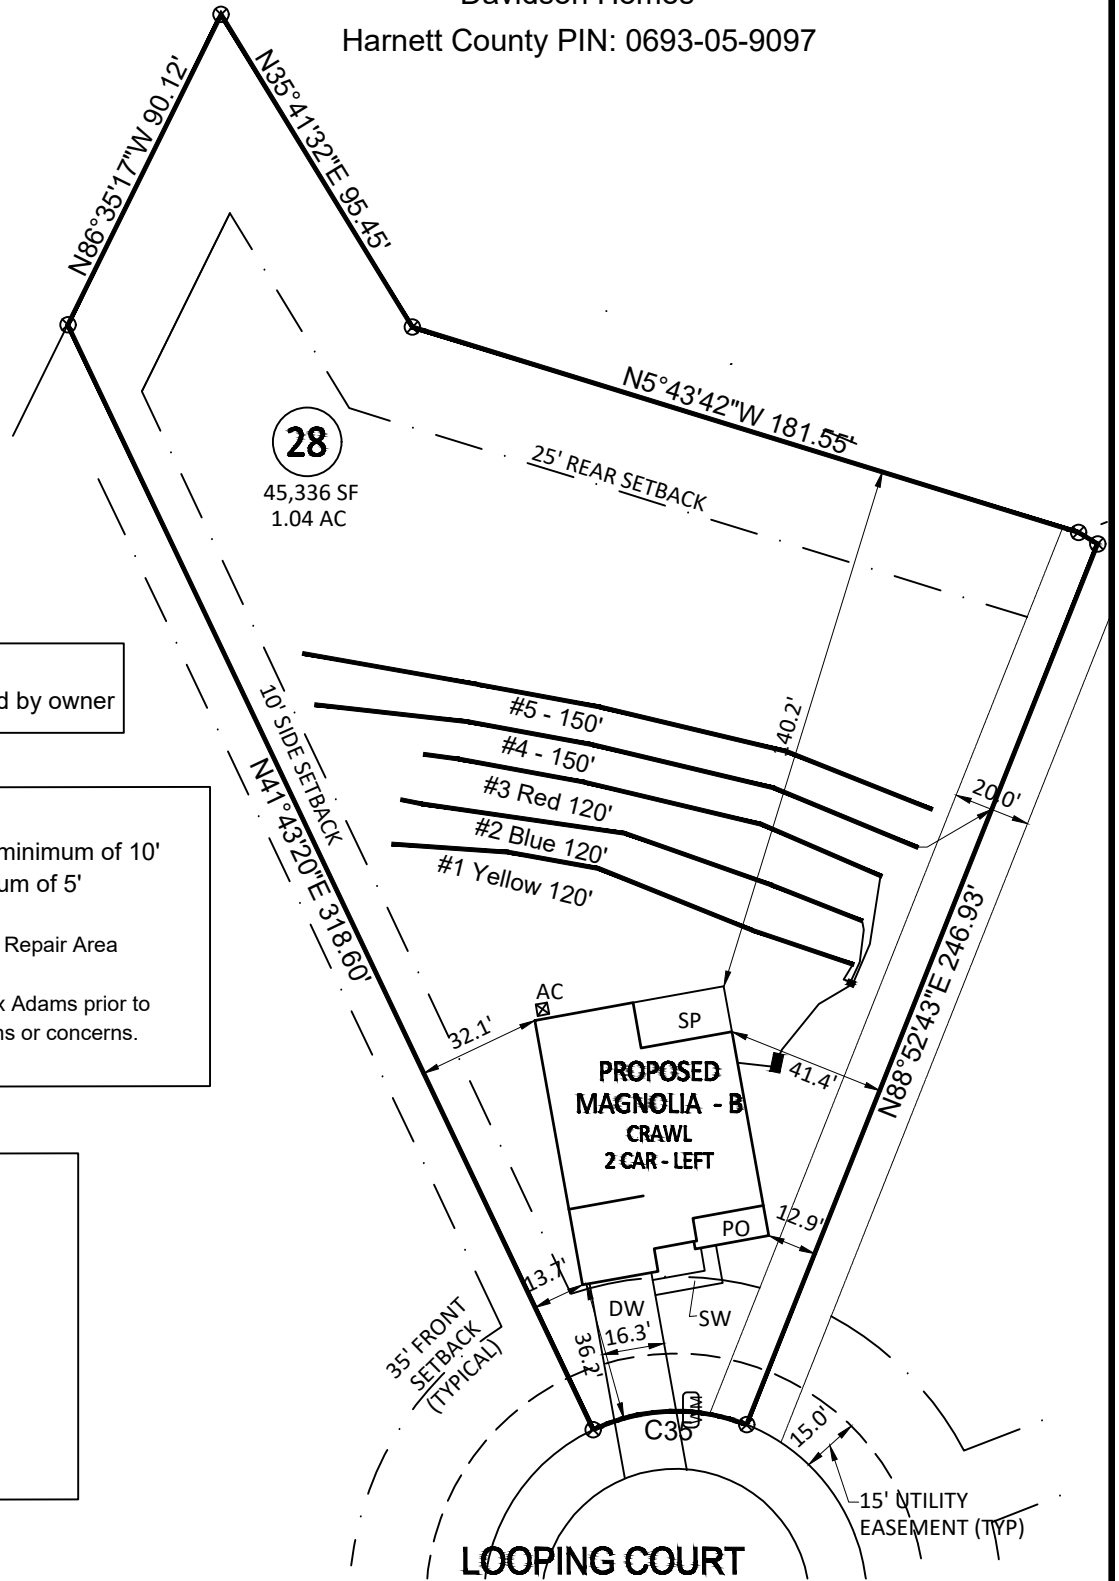 Davidson Homes
Harnett County PIN: 0693-05-9097
N86°35'17"W 90.12'
N35°41'32"E 95.45'
N5°43'42"W 181.55'
28
45,336 SF
1.04 AC
25' REAR SETBACK
d by owner
10' SIDE SETBACK
N41°43'20"E 318.60'
#5 - 150'
#4 - 150'
#3 Red 120'
#2 Blue 120'
#1 Yellow 120'
140.2'
20.0'
minimum of 10'
um of 5'
Repair Area
x Adams prior to
ns or concerns.
N88°52'43"E 246.93'
AC
SP
32.1'
41.4'
PROPOSED
MAGNOLIA - B
CRAWL
2 CAR - LEFT
PO
12.9'
13.7'
DW
SW
16.3'
36.2'
35' FRONT
SETBACK
(TYPICAL)
WM
C35
15.0'
15' UTILITY
EASEMENT (TYP)
LOOPING COURT